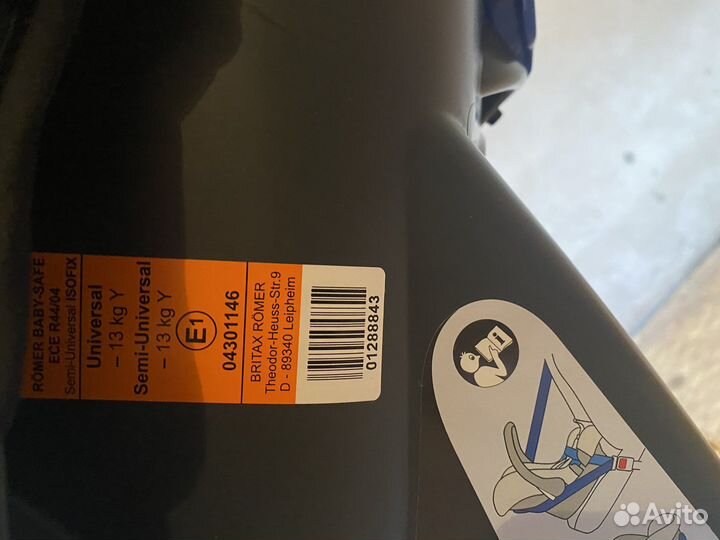 RÖMER BABY-SAFE
ECE R44/04
Semi-Universal ISOFIX
Universal
– 13 kg Y
Semi-Universal
– 13 kg Y
E1
04301146
BRITAX RÖMER
Theodor-Heuss-Str.9
D - 89340 Leipheim
01288843
Avito